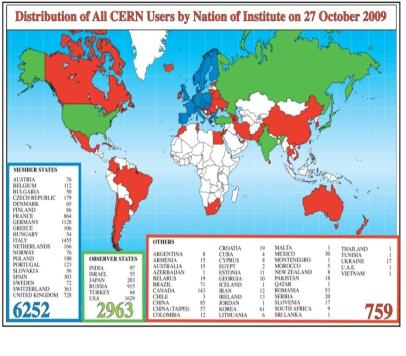 Distribution of All CERN Users by Nation of Institute on 27 October 2009
MEMBER STATES
AUSTRIA 76
BELGIUM 112
BULGARIA 50
CZECH REPUBLIC 179
DENMARK 65
FINLAND 86
FRANCE 864
GERMANY 1128
GREECE 106
HUNGARY 54
ITALY 1455
NETHERLANDS 166
NORWAY 76
POLAND 190
PORTUGAL 123
SLOVAKIA 56
SPAIN 303
SWEDEN 72
SWITZERLAND 363
UNITED KINGDOM 728
6252
OBSERVER STATES
INDIA 97
ISRAEL 55
JAPAN 203
RUSSIA 915
TURKEY 64
USA 1629
2963
OTHERS
ARGENTINA 8
ARMENIA 15
AUSTRALIA 15
AZERBAIJAN 1
BELARUS 19
BRAZIL 71
CANADA 143
CHILE 3
CHINA 85
CHINA (TAIPEI) 57
COLOMBIA 12
CROATIA 19
CUBA 4
CYPRUS 8
EGYPT 2
ESTONIA 11
GEORGIA 10
ICELAND 1
IRAN 12
IRELAND 13
JORDAN 1
KOREA 61
LITHUANIA 6
MALTA 1
MEXICO 30
MONTENEGRO 1
MOROCCO 5
NEW ZEALAND 8
PAKISTAN 18
QATAR 1
ROMANIA 53
SERBIA 20
SLOVENIA 17
SOUTH AFRICA 9
SRI LANKA 1
THAILAND 1
TUNISIA 1
UKRAINE 17
U.A.E. 1
VIETNAM 1
759